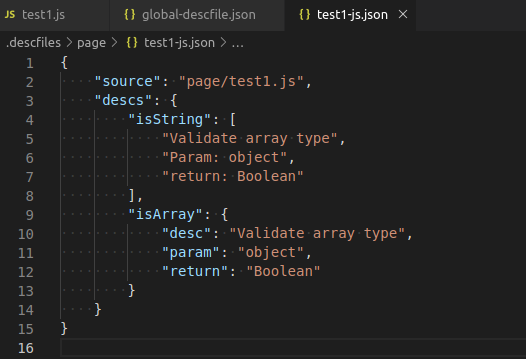 JS test1.js {} global-descfile.json {} test1-js.json ×
.descfiles > page > {} test1-js.json > ...
1 {
2     "source": "page/test1.js",
3     "descs": {
4         "isString": [
5             "Validate array type",
6             "Param: object",
7             "return: Boolean"
8         ],
9         "isArray": {
10             "desc": "Validate array type",
11             "param": "object",
12             "return": "Boolean"
13         }
14     }
15 }
16